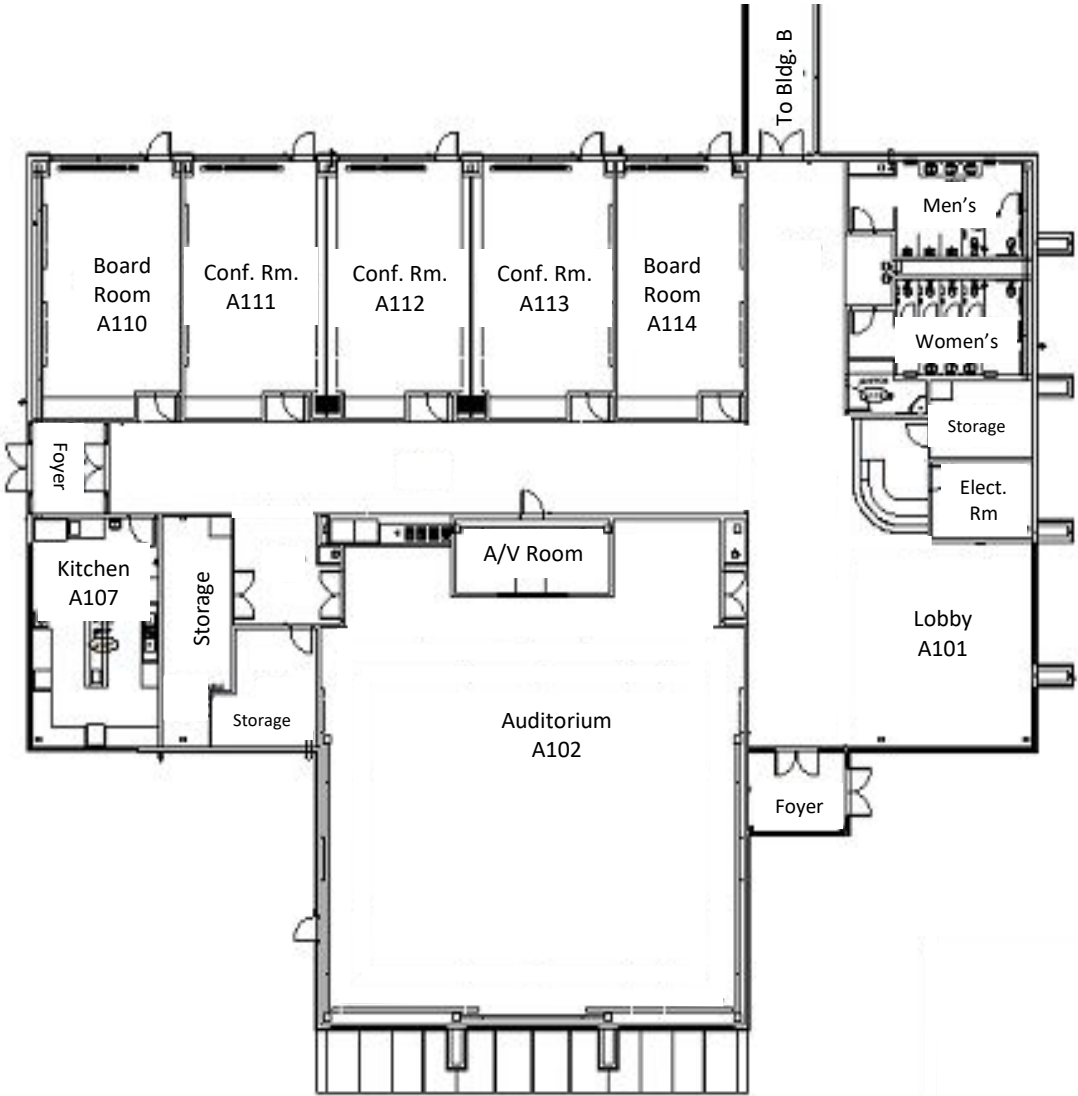 To Bldg. B
Men's
Board
Room
A110
Conf. Rm.
A111
Conf. Rm.
A112
Conf. Rm.
A113
Board
Room
A114
Women's
Storage
Foyer
Elect.
Rm
Kitchen
A107
Storage
A/V Room
Lobby
A101
Storage
Auditorium
A102
Foyer